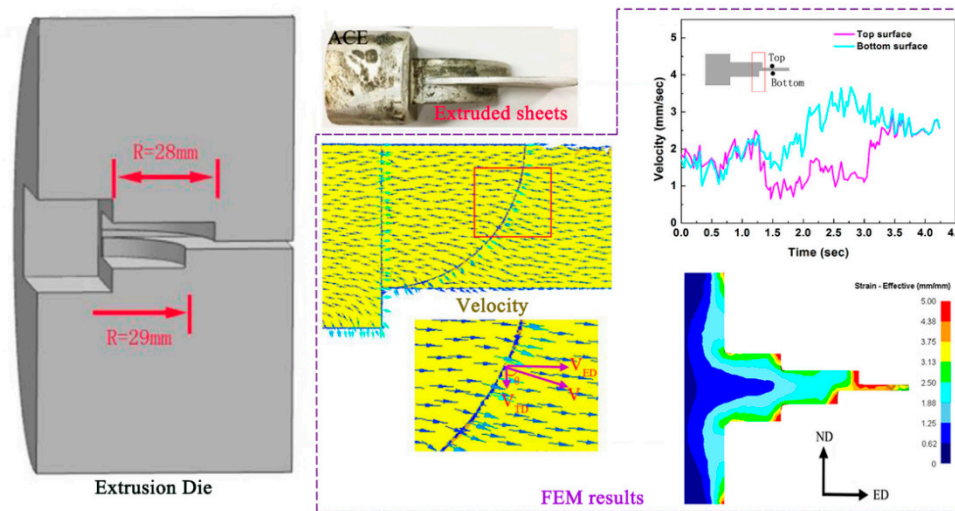 R=28mm
R=29mm
Extrusion Die
ACE
Extruded sheets
Velocity
V_ED
V
V_TD
FEM results
Top surface
Bottom surface
Top
Bottom
Velocity (mm/sec)
5
4
3
2
1
0
0.0 0.5 1.0 1.5 2.0 2.5 3.0 3.5 4.0 4.
Time (sec)
Strain - Effective (mm/mm)
5.00
4.38
3.75
3.13
2.50
1.88
1.25
0.62
0
ND
ED